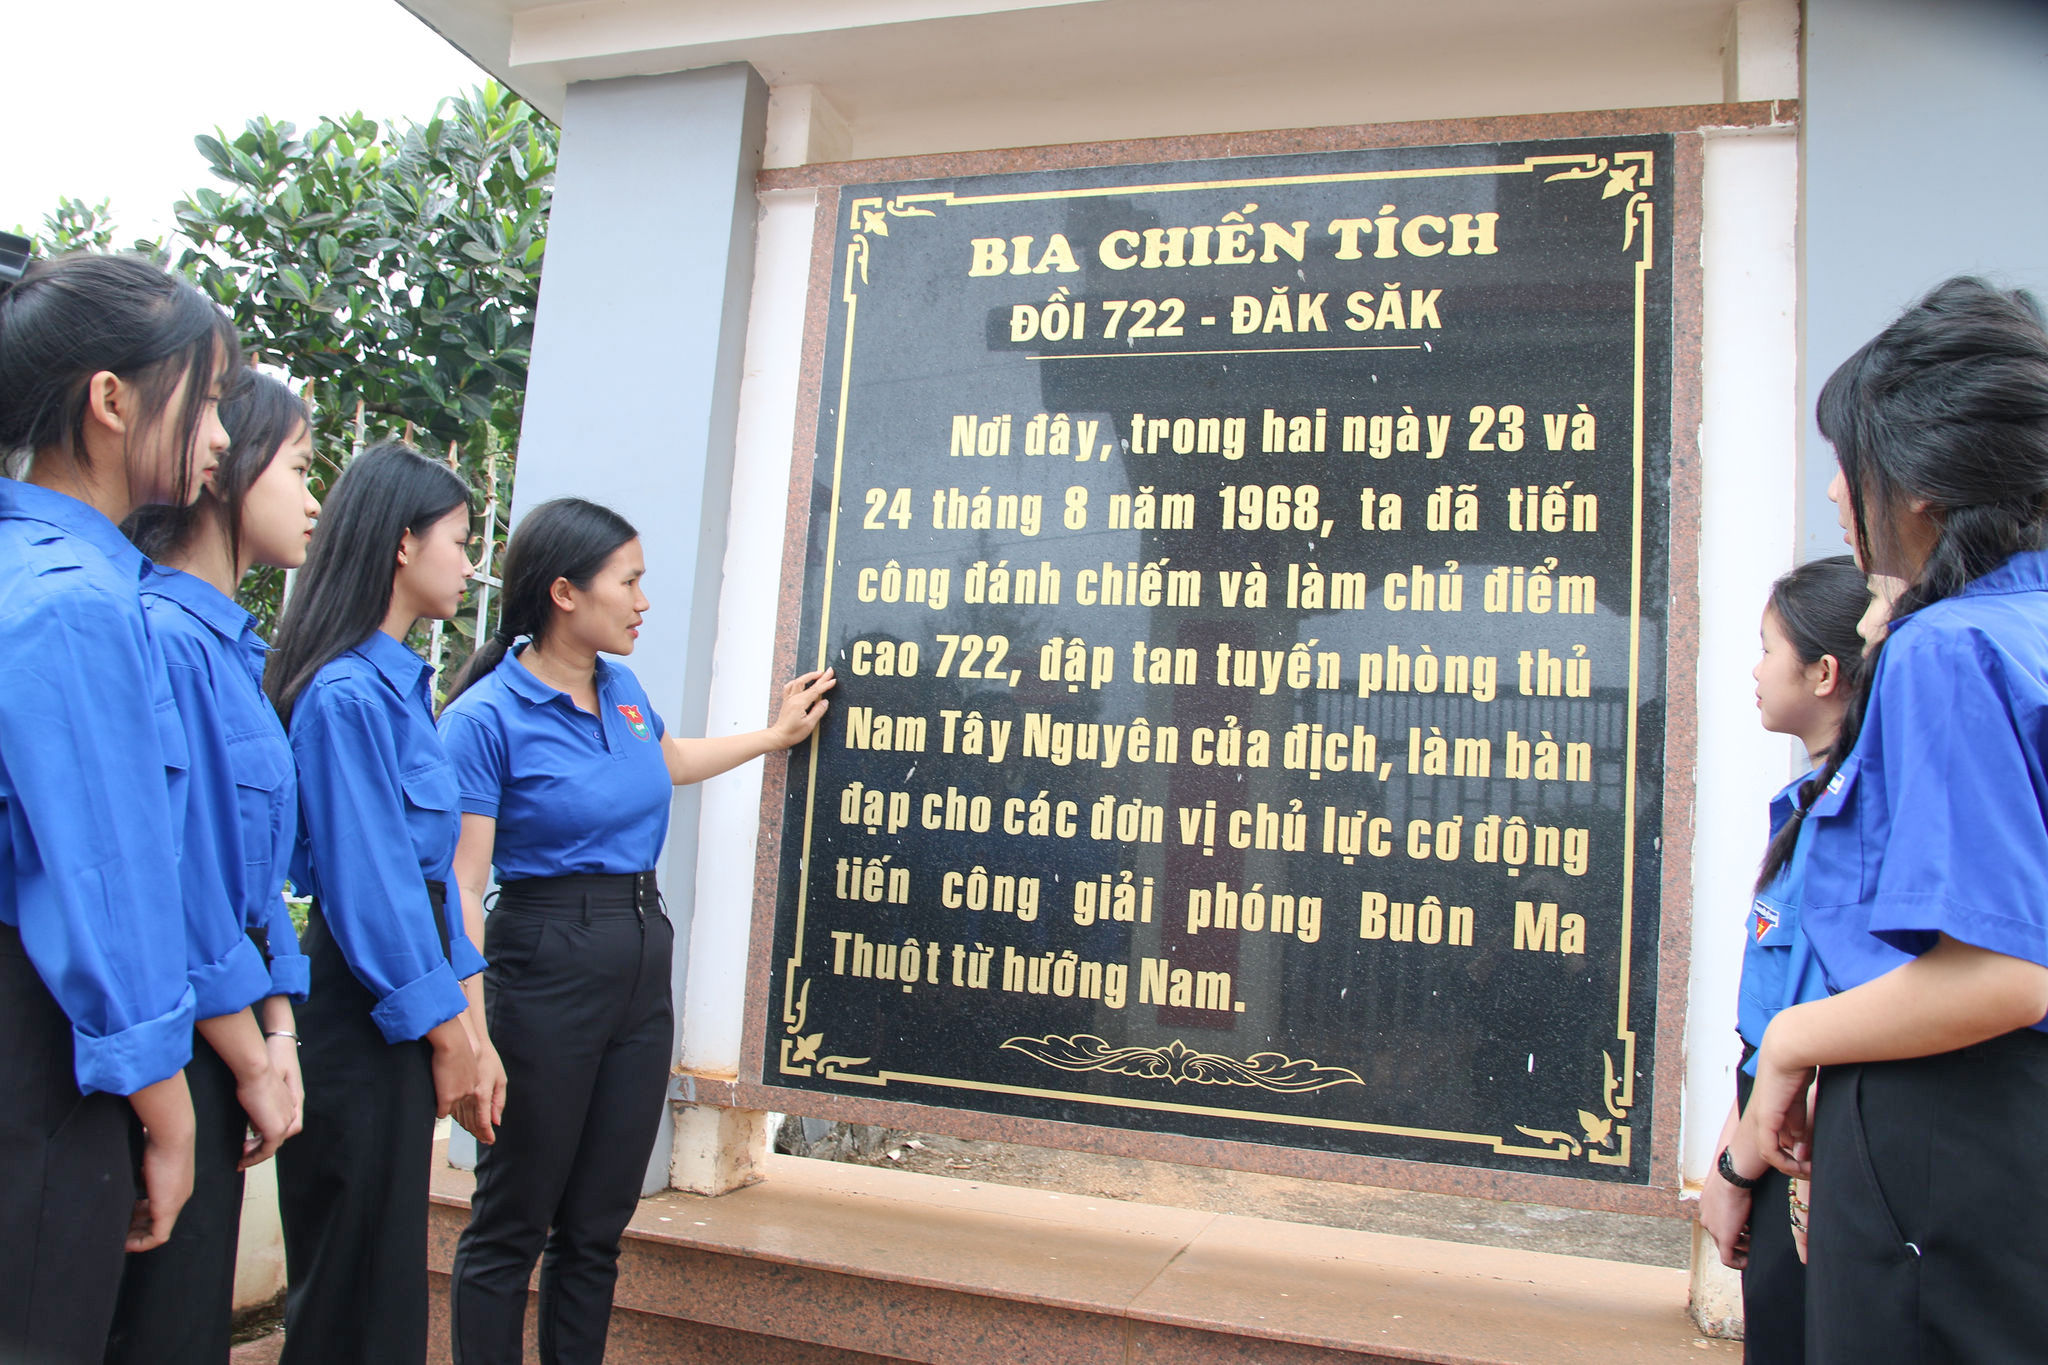 BIA CHIẾN TÍCH
ĐỒI 722 - ĐĂK SĂK
Nơi đây, trong hai ngày 23 và
24 tháng 8 năm 1968, ta đã tiến
công đánh chiếm và làm chủ điểm
cao 722, đập tan tuyến phòng thủ
Nam Tây Nguyên của địch, làm bàn
đạp cho các đơn vị chủ lực cơ động
tiến công giải phóng Buôn Ma
Thuột từ hướng Nam.